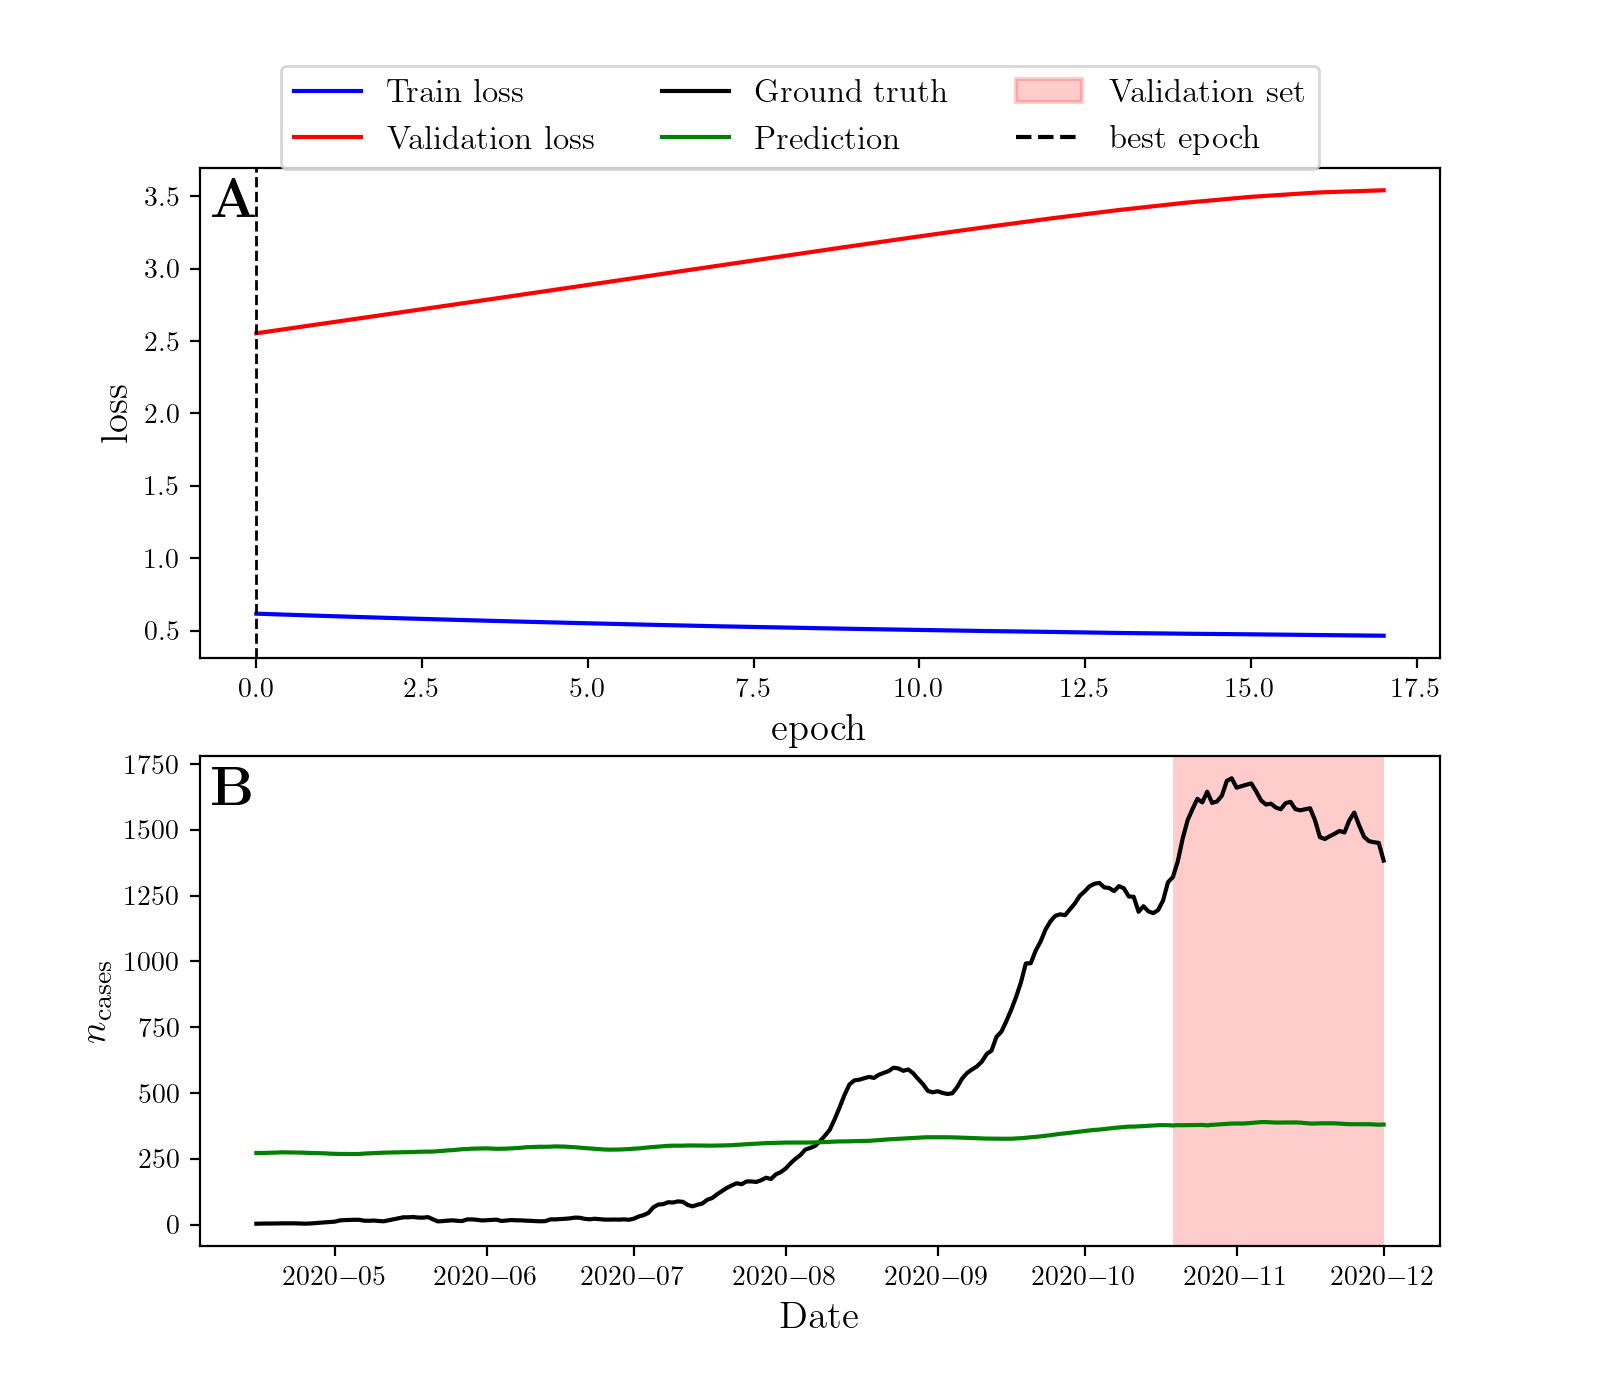 Train loss Ground truth Validation set
Validation loss Prediction best epoch
A
3.5
3.0
2.5
2.0
1.5
1.0
0.5
loss
0.0 2.5 5.0 7.5 10.0 12.5 15.0 17.5
epoch
B
1750
1500
1250
1000
750
500
250
0
n_cases
2020–05 2020–06 2020–07 2020–08 2020–09 2020–10 2020–11 2020–12
Date